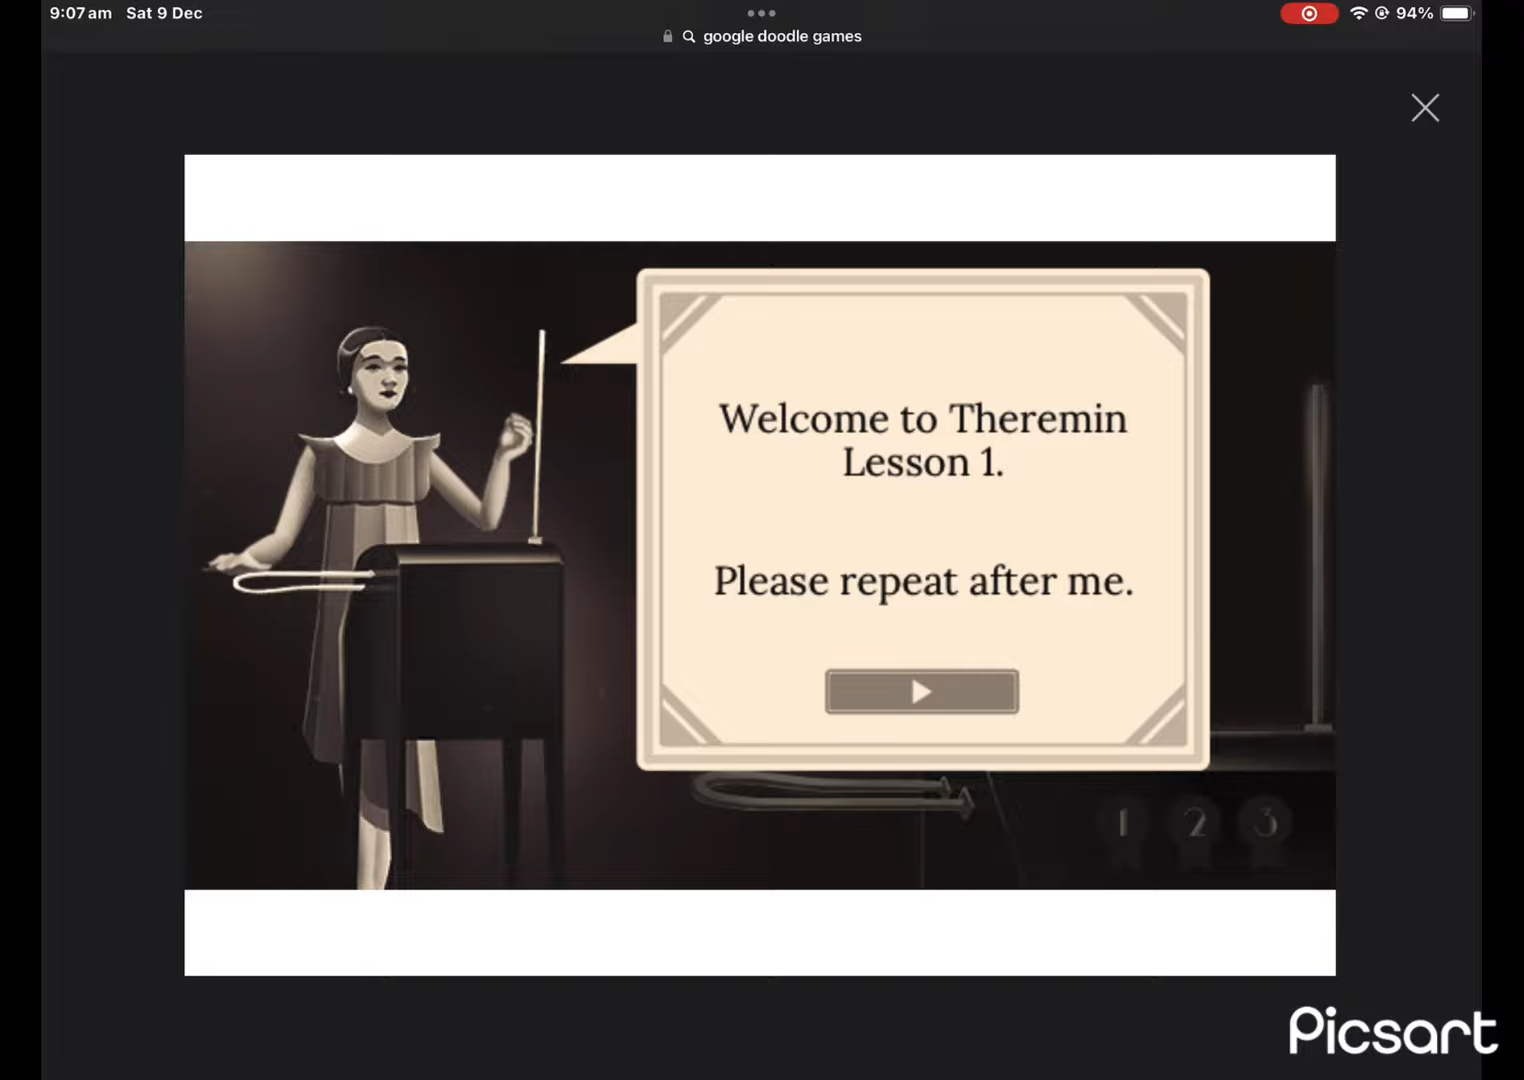 9:07 am Sat 9 Dec
94%
google doodle games
Welcome to Theremin
Lesson 1.
Please repeat after me.
1 2 3
Picsart